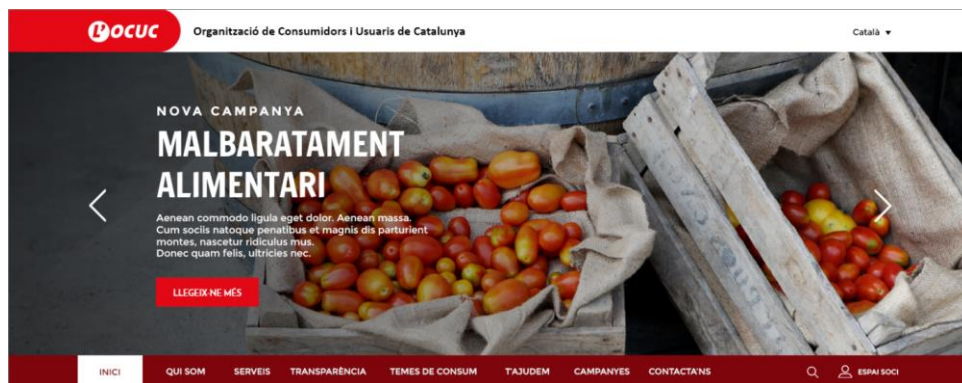 L'OCUC
Organització de Consumidors i Usuaris de Catalunya
Català
NOVA CAMPANYA
MALBARATAMENT
ALIMENTARI
Aenean commodo ligula eget dolor. Aenean massa.
Cum sociis natoque penatibus et magnis dis parturient
montes, nascetur ridiculus mus.
Donec quam felis, ultricies nec.
LLEGEIX-NE MÉS
INICI QUI SOM SERVEIS TRANSPARÈNCIA TEMES DE CONSUM T'AJUDEM CAMPANYES CONTACTA'NS ESPAI SOCI